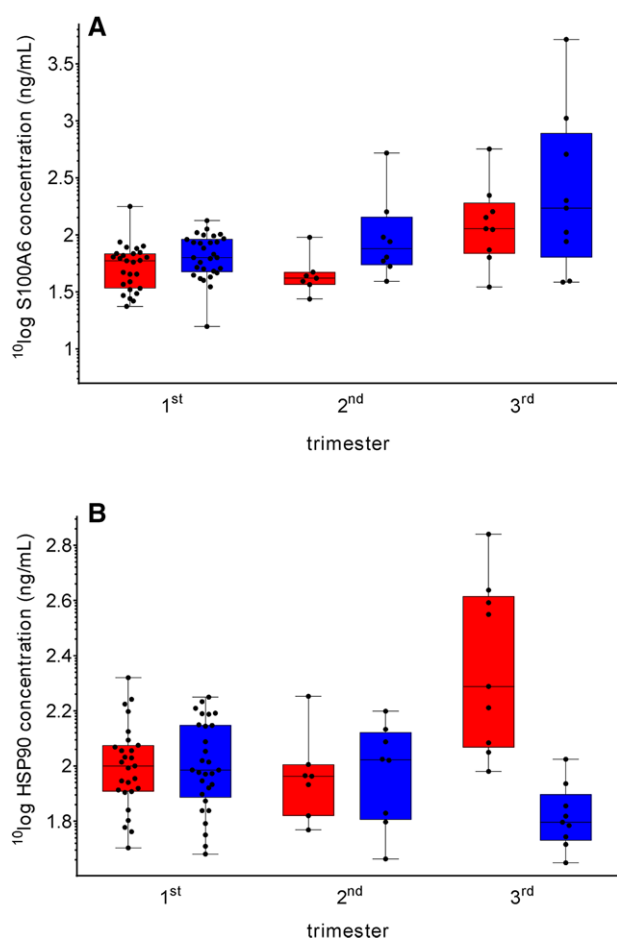 A
¹⁰log S100A6 concentration (ng/mL)
3.5
3
2.5
2
1.5
1
1ˢᵗ 2ⁿᵈ 3ʳᵈ
trimester
B
¹⁰log HSP90 concentration (ng/mL)
2.8
2.6
2.4
2.2
2
1.8
1ˢᵗ 2ⁿᵈ 3ʳᵈ
trimester